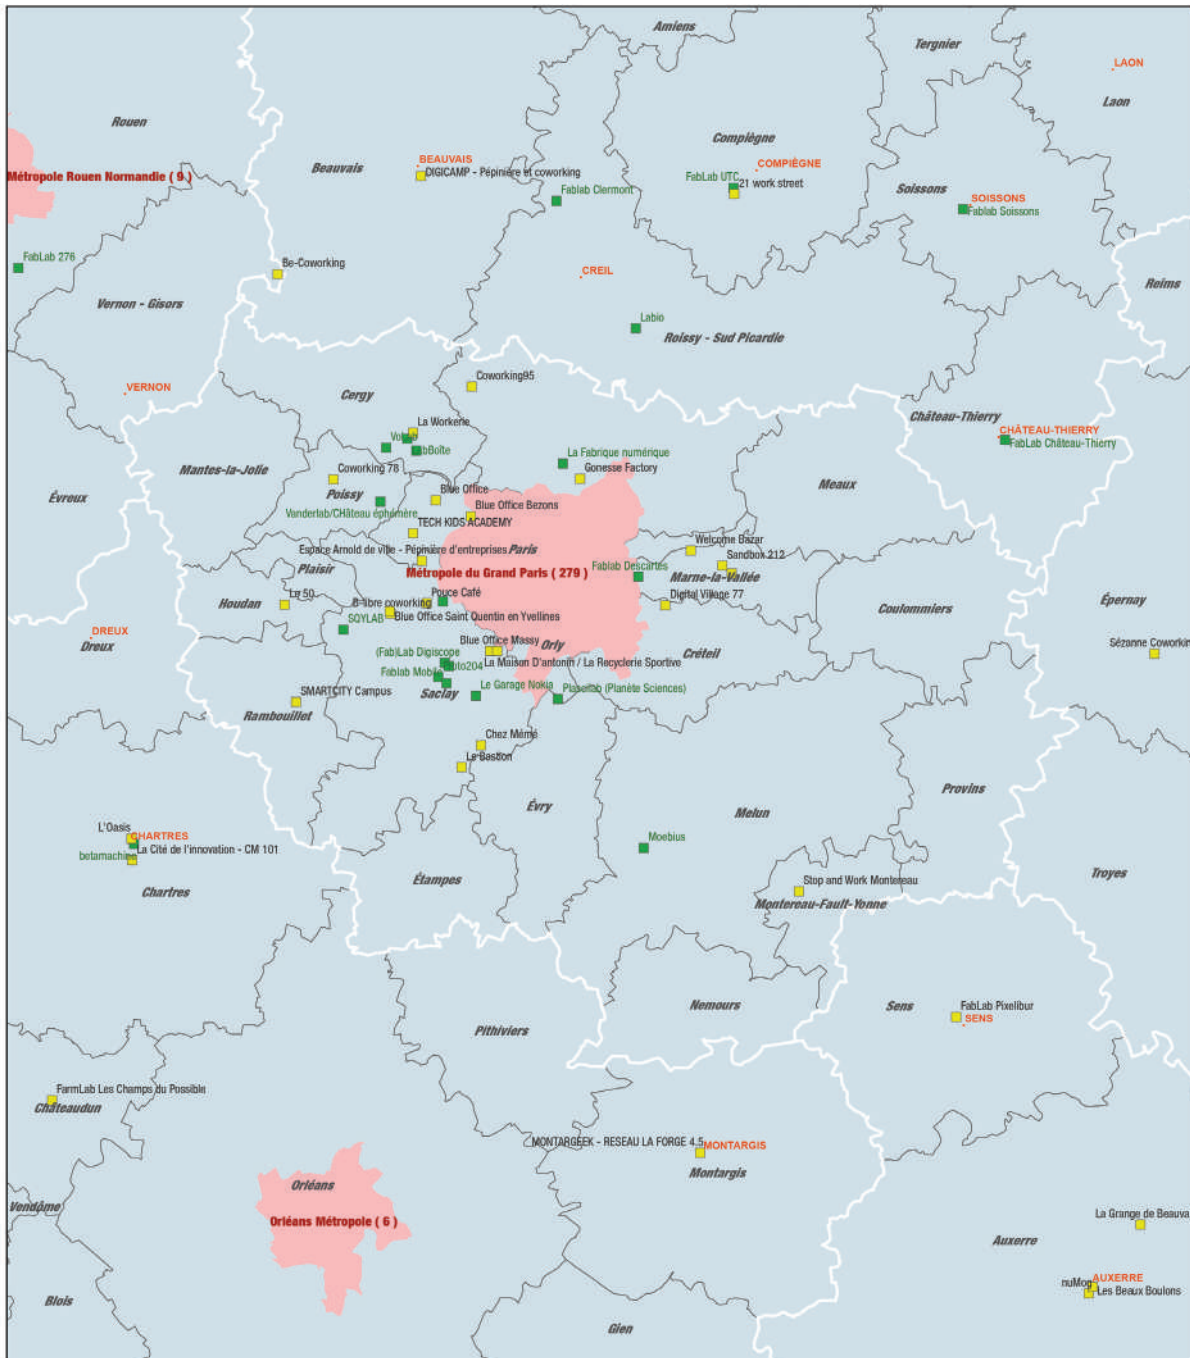 Amiens
Tergnier
LAON
Laon
Rouen
Compiègne
Beauvais
BEAUVAIS
DIGICAMP - Pépinière et coworking
COMPIÈGNE
Métropole Rouen Normandie ( 9 )
FabLab UTC
21 work street
Fablab Clermont
Soissons
SOISSONS
Fablab Soissons
FabLab 276
Be-Coworking
CREIL
Reims
Vernon - Gisors
Labio
Roissy - Sud Picardie
VERNON
Coworking95
Cergy
Château-Thierry
La Workerie
CHÂTEAU-THIERRY
FabLab Château-Thierry
La Fabrique numérique
Mantes-la-Jolie
Coworking 78
Gonesse Factory
Meaux
Évreux
Poissy
Blue Office
Vanderlab/CHâteau éphémère
Blue Office Bezons
TECH KIDS ACADEMY
Welcome Bazar
Espace Arnold de ville - Pépinière d'entreprises
Paris
Sandbox 212
Plaisir
Métropole du Grand Paris ( 279 )
Fablab Descartes
Marne-la-Vallée
Houdan
Le 50
B-libre coworking
Pouce Café
Digital Village 77
Coulommiers
Épernay
SQYLAB
Blue Office Saint Quentin en Yvellines
DREUX
Dreux
Blue Office Massy
Orly
Créteil
Sézanne Coworkin
(Fab)Lab Digiscope
La Maison D'antonin / La Recyclerie Sportive
Fablab Mobile
Saclay
Le Garage Nokia
Planetlab (Planète Sciences)
SMARTCITY Campus
Rambouillet
Chez Mémé
Le Bastion
Provins
Évry
Melun
L'Oasis
CHARTRES
betamachine
La Cité de l'innovation - CM 101
Moebius
Chartres
Étampes
Stop and Work Montereau
Montereau-Fault-Yonne
Troyes
Nemours
Sens
FabLab Pixelibur
SENS
Pithiviers
FarmLab Les Champs du Possible
Châteaudun
MONTARGEEK - RESEAU LA FORGE 4.5
MONTARGIS
Montargis
Orléans
Vendôme
Orléans Métropole ( 6 )
La Grange de Beauva
Auxerre
AUXERRE
nuMog
Les Beaux Boulons
Blois
Gien